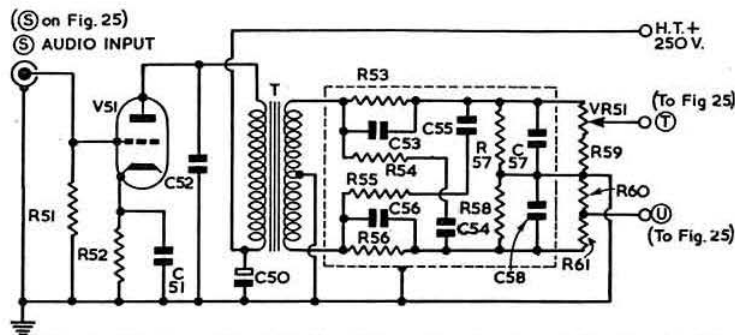 (Ⓢ on Fig. 25)
Ⓢ AUDIO INPUT
H.T.+
250 V.
R53
T
V51
VR51
(To Fig 25)
Ⓣ
C55
C53
R
57
C
57
C52
R54
R59
R55
R60
R51
C56
R58
Ⓤ
C54
R52
R56
(To Fig. 25)
C
51
C50
C58
R61